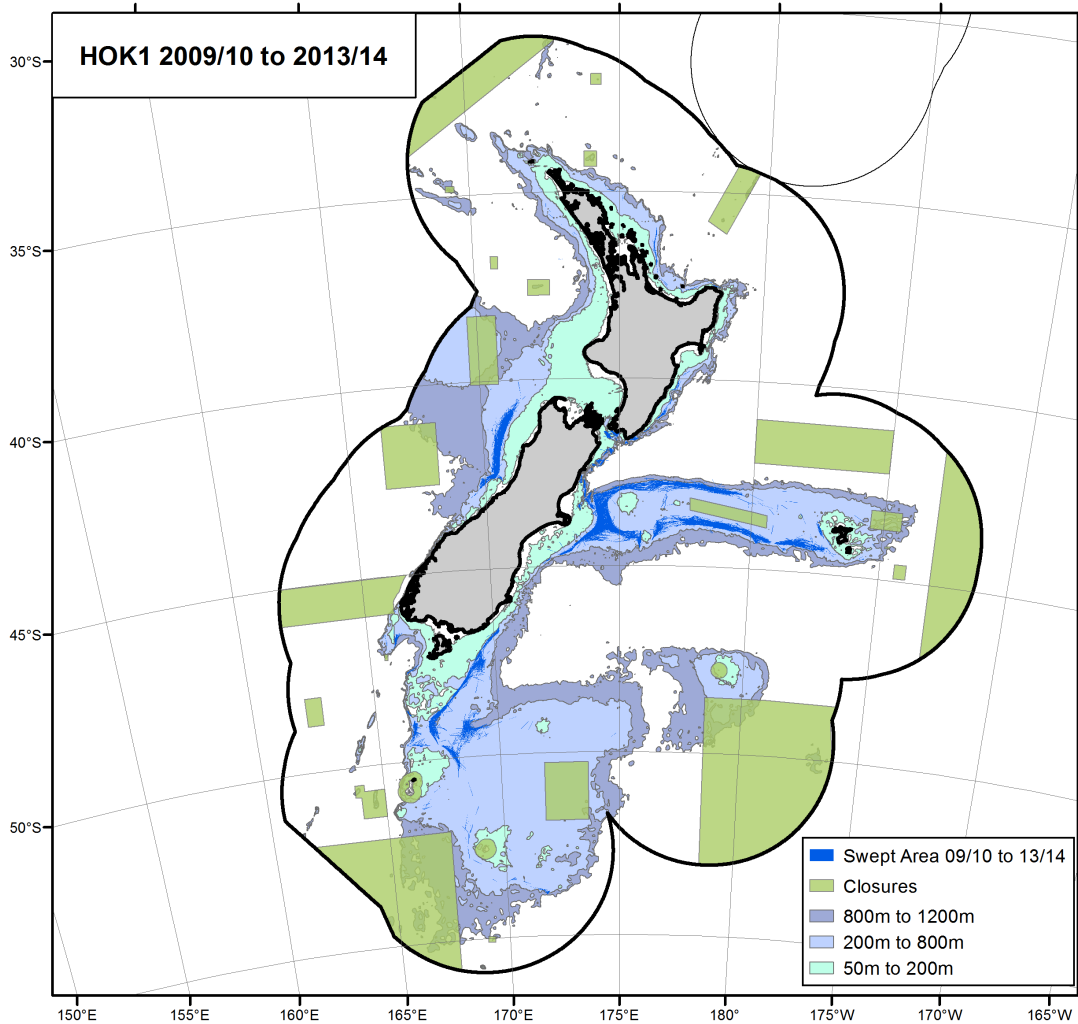 HOK1 2009/10 to 2013/14
30°S
35°S
40°S
45°S
50°S
Swept Area 09/10 to 13/14
Closures
800m to 1200m
200m to 800m
50m to 200m
150°E 155°E 160°E 165°E 170°E 175°E 180° 175°W 170°W 165°W